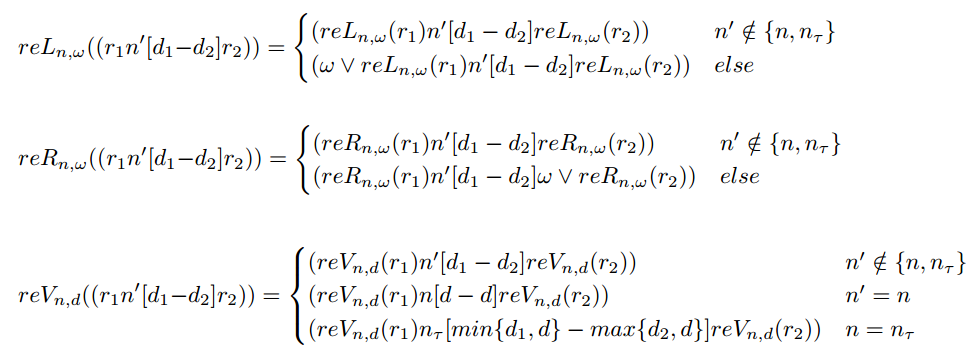 reL_{n,ω}((r_1n'[d_1−d_2]r_2)) = { (reL_{n,ω}(r_1)n'[d_1 − d_2]reL_{n,ω}(r_2)) n' ∉ {n, n_τ}
(ω ∨ reL_{n,ω}(r_1)n'[d_1 − d_2]reL_{n,ω}(r_2)) else
reR_{n,ω}((r_1n'[d_1−d_2]r_2)) = { (reR_{n,ω}(r_1)n'[d_1 − d_2]reR_{n,ω}(r_2)) n' ∉ {n, n_τ}
(reR_{n,ω}(r_1)n'[d_1 − d_2]ω ∨ reR_{n,ω}(r_2)) else
reV_{n,d}((r_1n'[d_1−d_2]r_2)) = { (reV_{n,d}(r_1)n'[d_1 − d_2]reV_{n,d}(r_2)) n' ∉ {n, n_τ}
(reV_{n,d}(r_1)n[d − d]reV_{n,d}(r_2)) n' = n
(reV_{n,d}(r_1)n_τ[min{d_1, d} − max{d_2, d}]reV_{n,d}(r_2)) n = n_τ